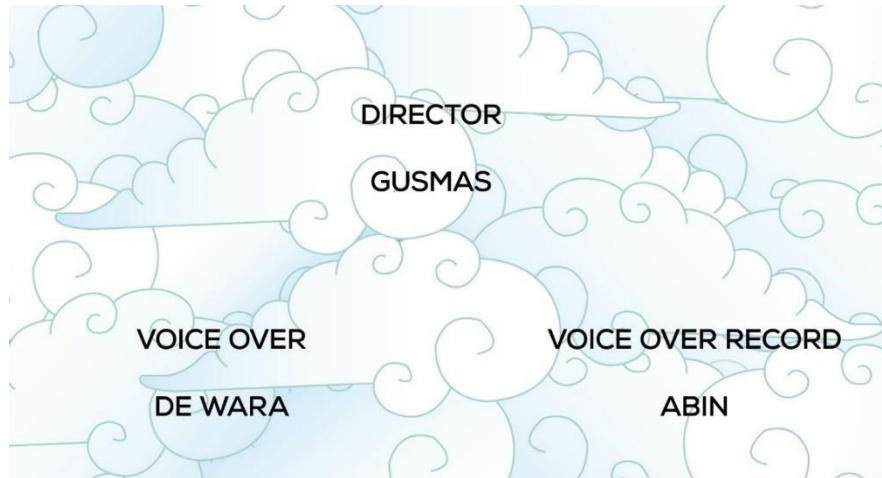 DIRECTOR
GUSMAS
VOICE OVER
DE WARA
VOICE OVER RECORD
ABIN